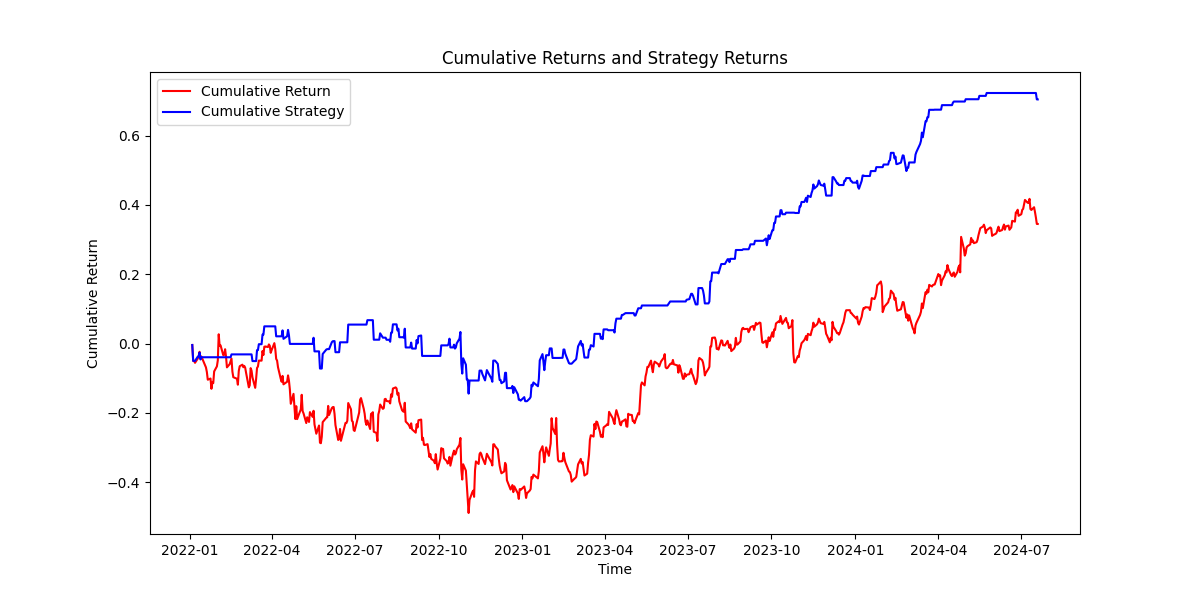 Cumulative Returns and Strategy Returns
Cumulative Return
Cumulative Strategy
Cumulative Return
0.6
0.4
0.2
0.0
−0.2
−0.4
2022-01 2022-04 2022-07 2022-10 2023-01 2023-04 2023-07 2023-10 2024-01 2024-04 2024-07
Time